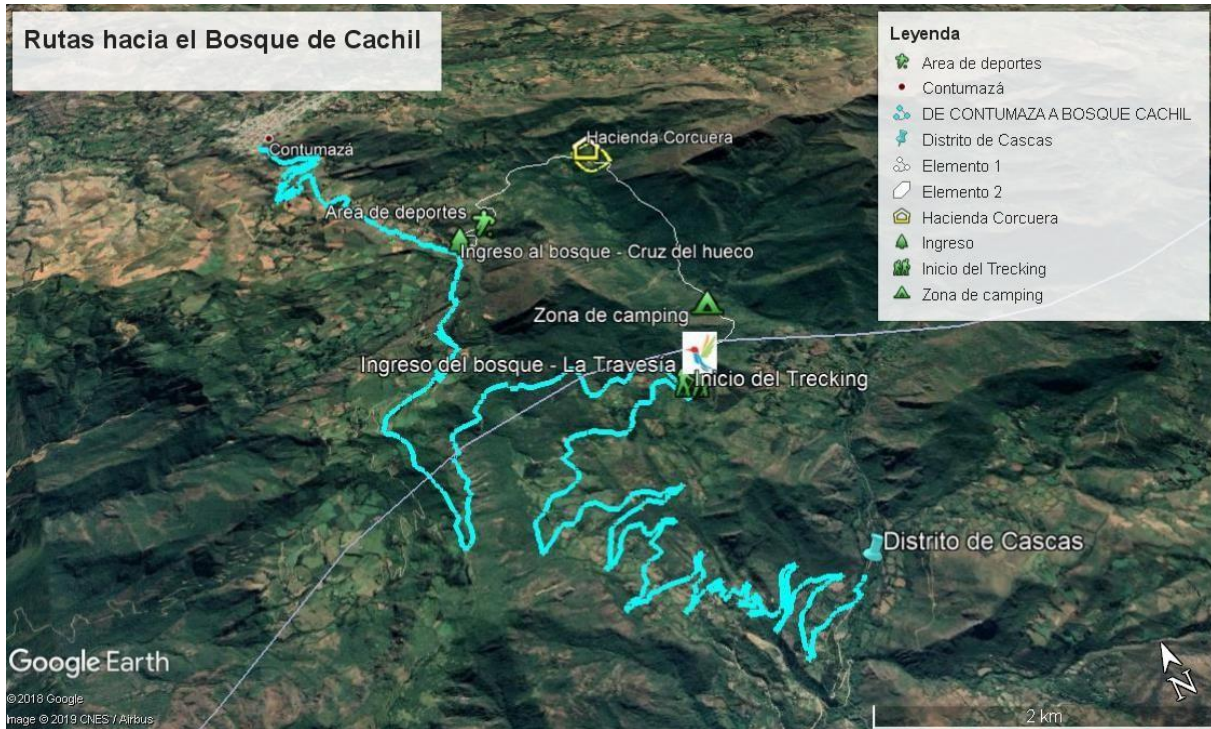 Rutas hacia el Bosque de Cachil
Leyenda
Area de deportes
Contumazá
DE CONTUMAZA A BOSQUE CACHIL
Distrito de Cascas
Elemento 1
Elemento 2
Hacienda Corcuera
Ingreso
Inicio del Trecking
Zona de camping
Contumazá
Hacienda Corcuera
Area de deportes
Ingreso al bosque - Cruz del hueco
Zona de camping
Ingreso del bosque - La Travesía
Inicio del Trecking
Distrito de Cascas
Google Earth
© 2018 Google
Image © 2019 CNES / Airbus
N
2 km